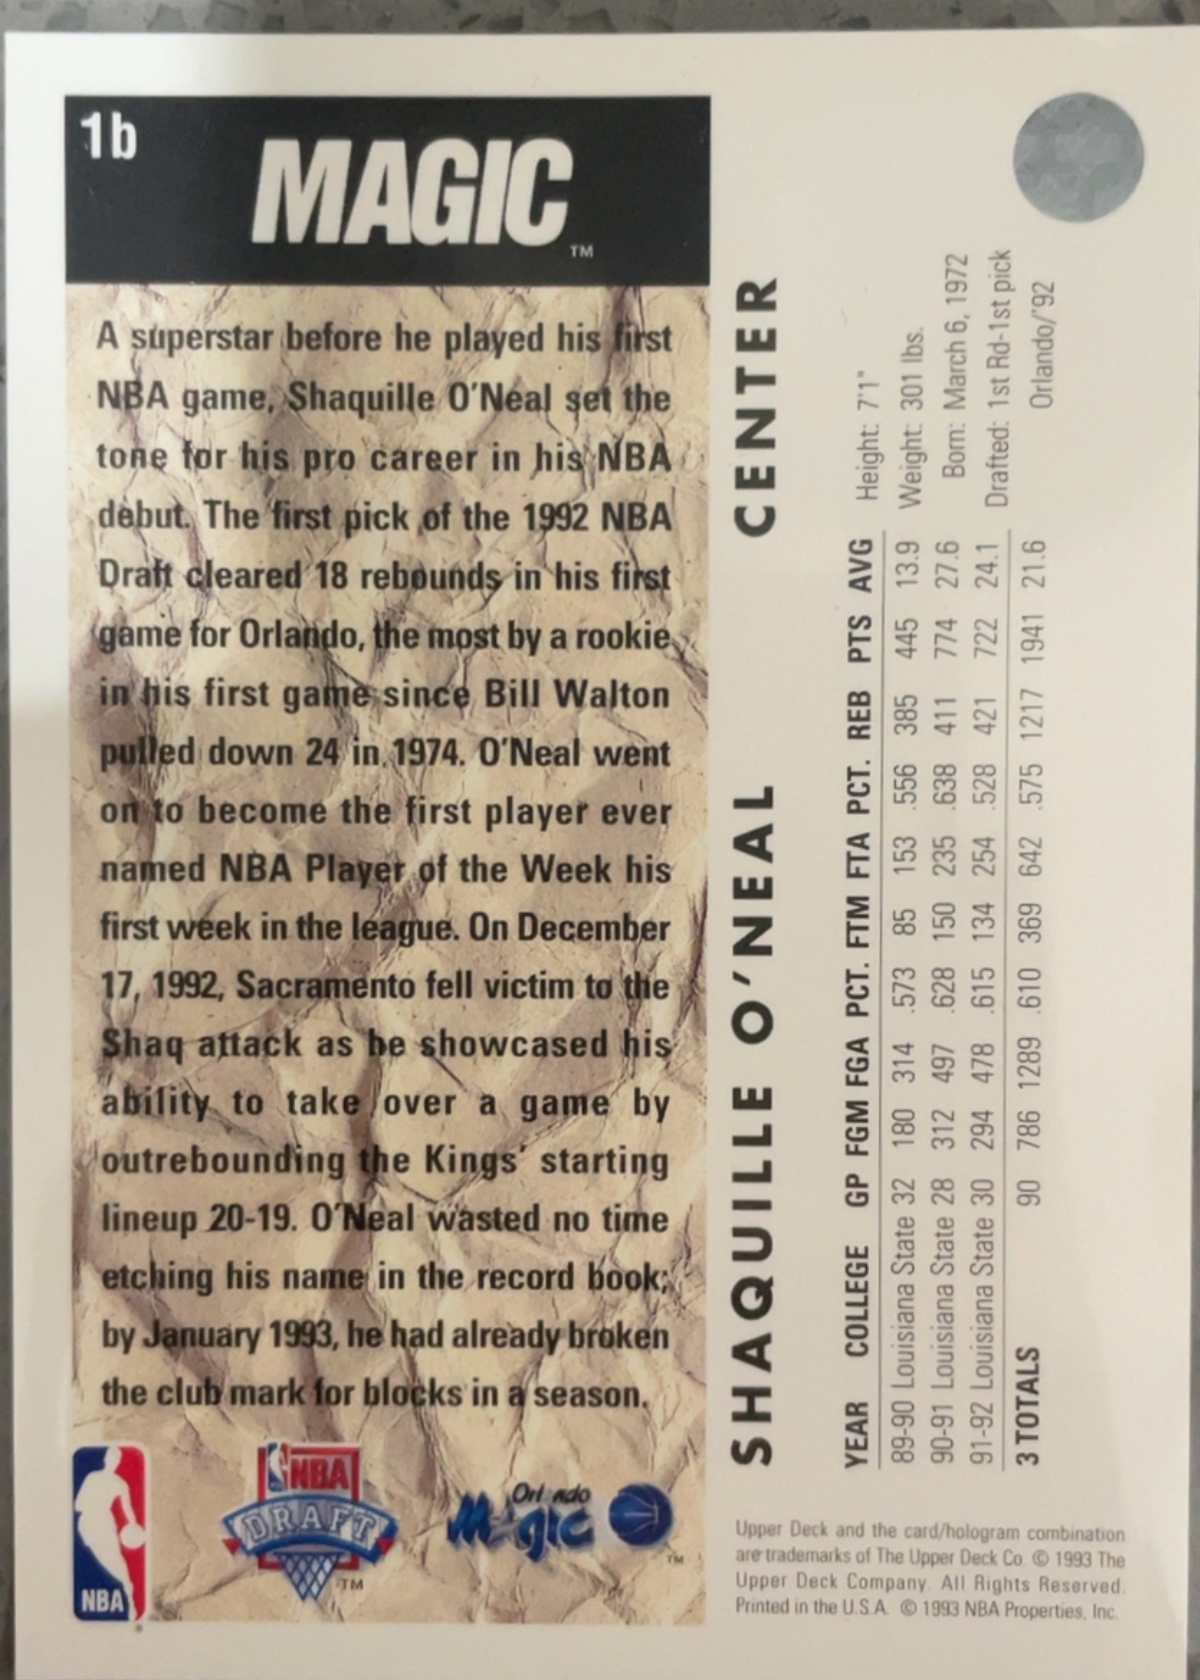 1b
MAGIC
TM
A superstar before he played his first
NBA game, Shaquille O'Neal set the
tone for his pro career in his NBA
debut. The first pick of the 1992 NBA
Draft cleared 18 rebounds in his first
game for Orlando, the most by a rookie
in his first game since Bill Walton
pulled down 24 in 1974. O'Neal went
on to become the first player ever
named NBA Player of the Week his
first week in the league. On December
17, 1992, Sacramento fell victim to the
Shaq attack as he showcased his
ability to take over a game by
outrebounding the Kings' starting
lineup 20-19. O'Neal wasted no time
etching his name in the record book;
by January 1993, he had already broken
the club mark for blocks in a season.
NBA
NBA
DRAFT
TM
Orlando
Magic
TM
SHAQUILLE O'NEAL CENTER
Height: 7'1"
Weight: 301 lbs.
Born: March 6, 1972
Drafted: 1st Rd-1st pick
Orlando/'92
YEAR COLLEGE GP FGM FGA PCT. FTM FTA PCT. REB PTS AVG
89-90 Louisiana State 32 180 314 .573 85 153 .556 385 445 13.9
90-91 Louisiana State 28 312 497 .628 150 235 .638 411 774 27.6
91-92 Louisiana State 30 294 478 .615 134 254 .528 421 722 24.1
3 TOTALS 90 786 1289 .610 369 642 .575 1217 1941 21.6
Upper Deck and the card/hologram combination
are trademarks of The Upper Deck Co. © 1993 The
Upper Deck Company. All Rights Reserved.
Printed in the U.S.A. © 1993 NBA Properties, Inc.